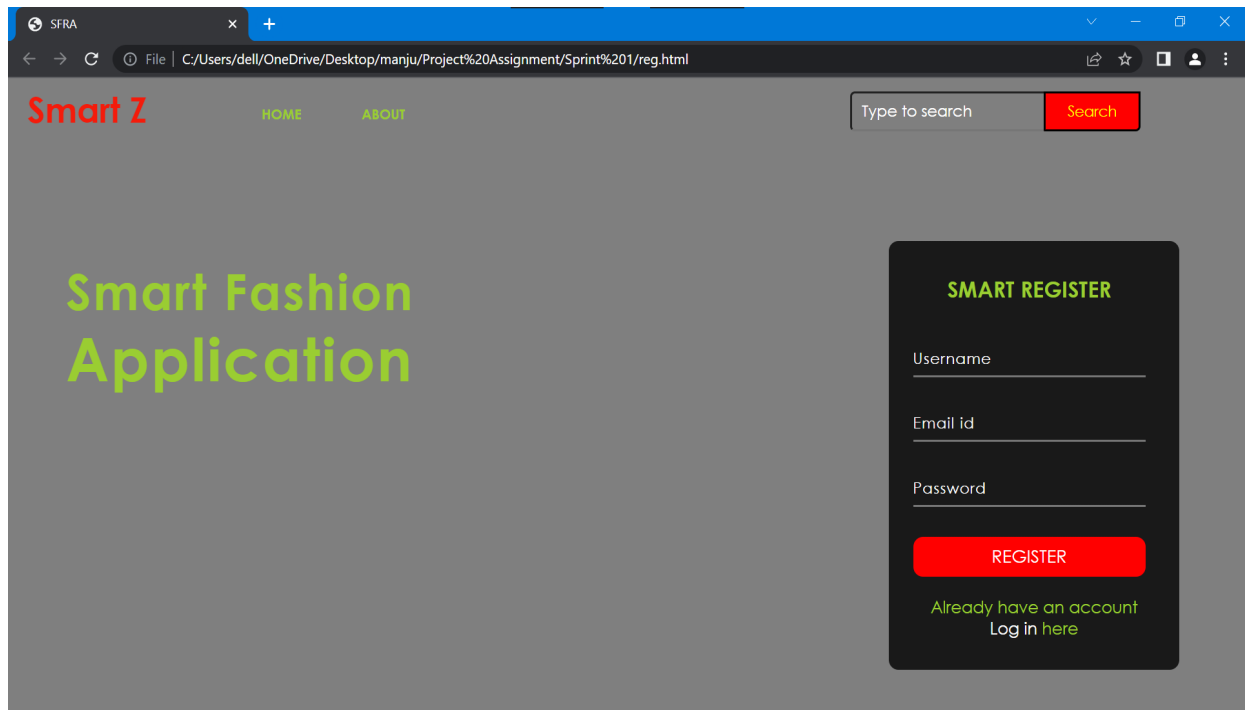 SFRA
File | C:/Users/dell/OneDrive/Desktop/manju/Project%20Assignment/Sprint%201/reg.html
Smart Z HOME ABOUT Type to search Search
Smart Fashion
Application
SMART REGISTER
Username
Email id
Password
REGISTER
Already have an account
Log in here